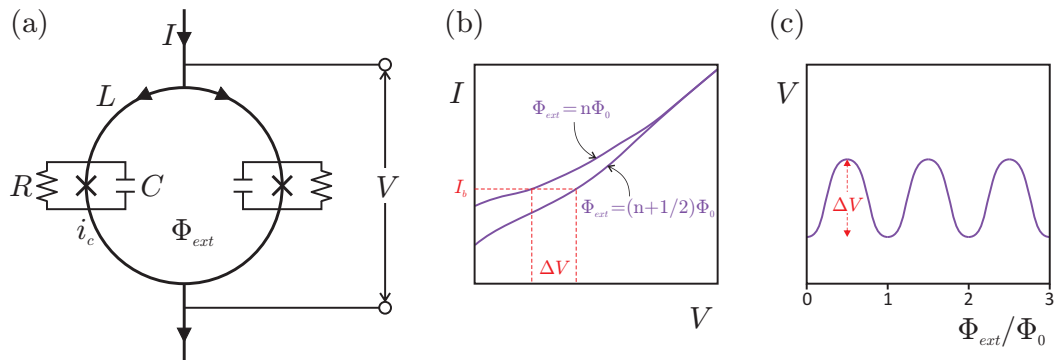 (a)
I
L
R
C
i_c
Φ_ext
V
(b)
I
Φ_ext=nΦ_0
I_b
Φ_ext=(n+1/2)Φ_0
ΔV
V
(c)
V
ΔV
0 1 2 3
Φ_ext/Φ_0